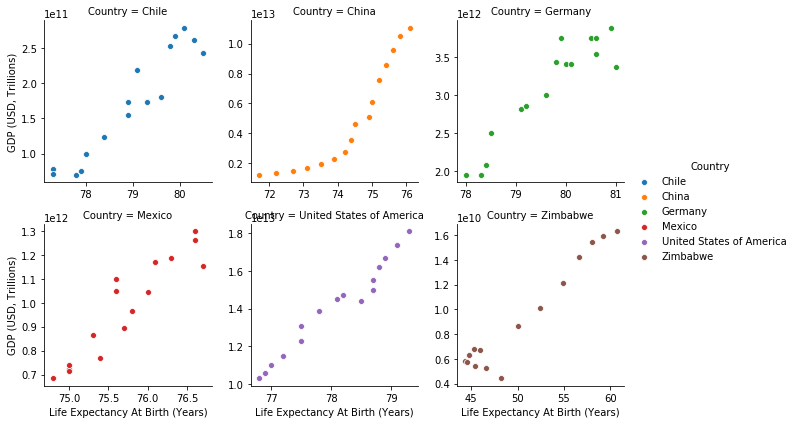 Country = Chile
Country = China
Country = Germany
1e11
1e13
1e12
GDP (USD, Trillions)
2.5
2.0
1.5
1.0
1.0
0.8
0.6
0.4
0.2
3.5
3.0
2.5
2.0
78 79 80
72 73 74 75 76
78 79 80 81
Country
Chile
China
Germany
Mexico
United States of America
Zimbabwe
Country = Mexico
Country = United States of America
Country = Zimbabwe
1e12
1e13
1e10
GDP (USD, Trillions)
1.3
1.2
1.1
1.0
0.9
0.8
0.7
1.8
1.6
1.4
1.2
1.0
1.6
1.4
1.2
1.0
0.8
0.6
0.4
75.0 75.5 76.0 76.5
77 78 79
45 50 55 60
Life Expectancy At Birth (Years)
Life Expectancy At Birth (Years)
Life Expectancy At Birth (Years)